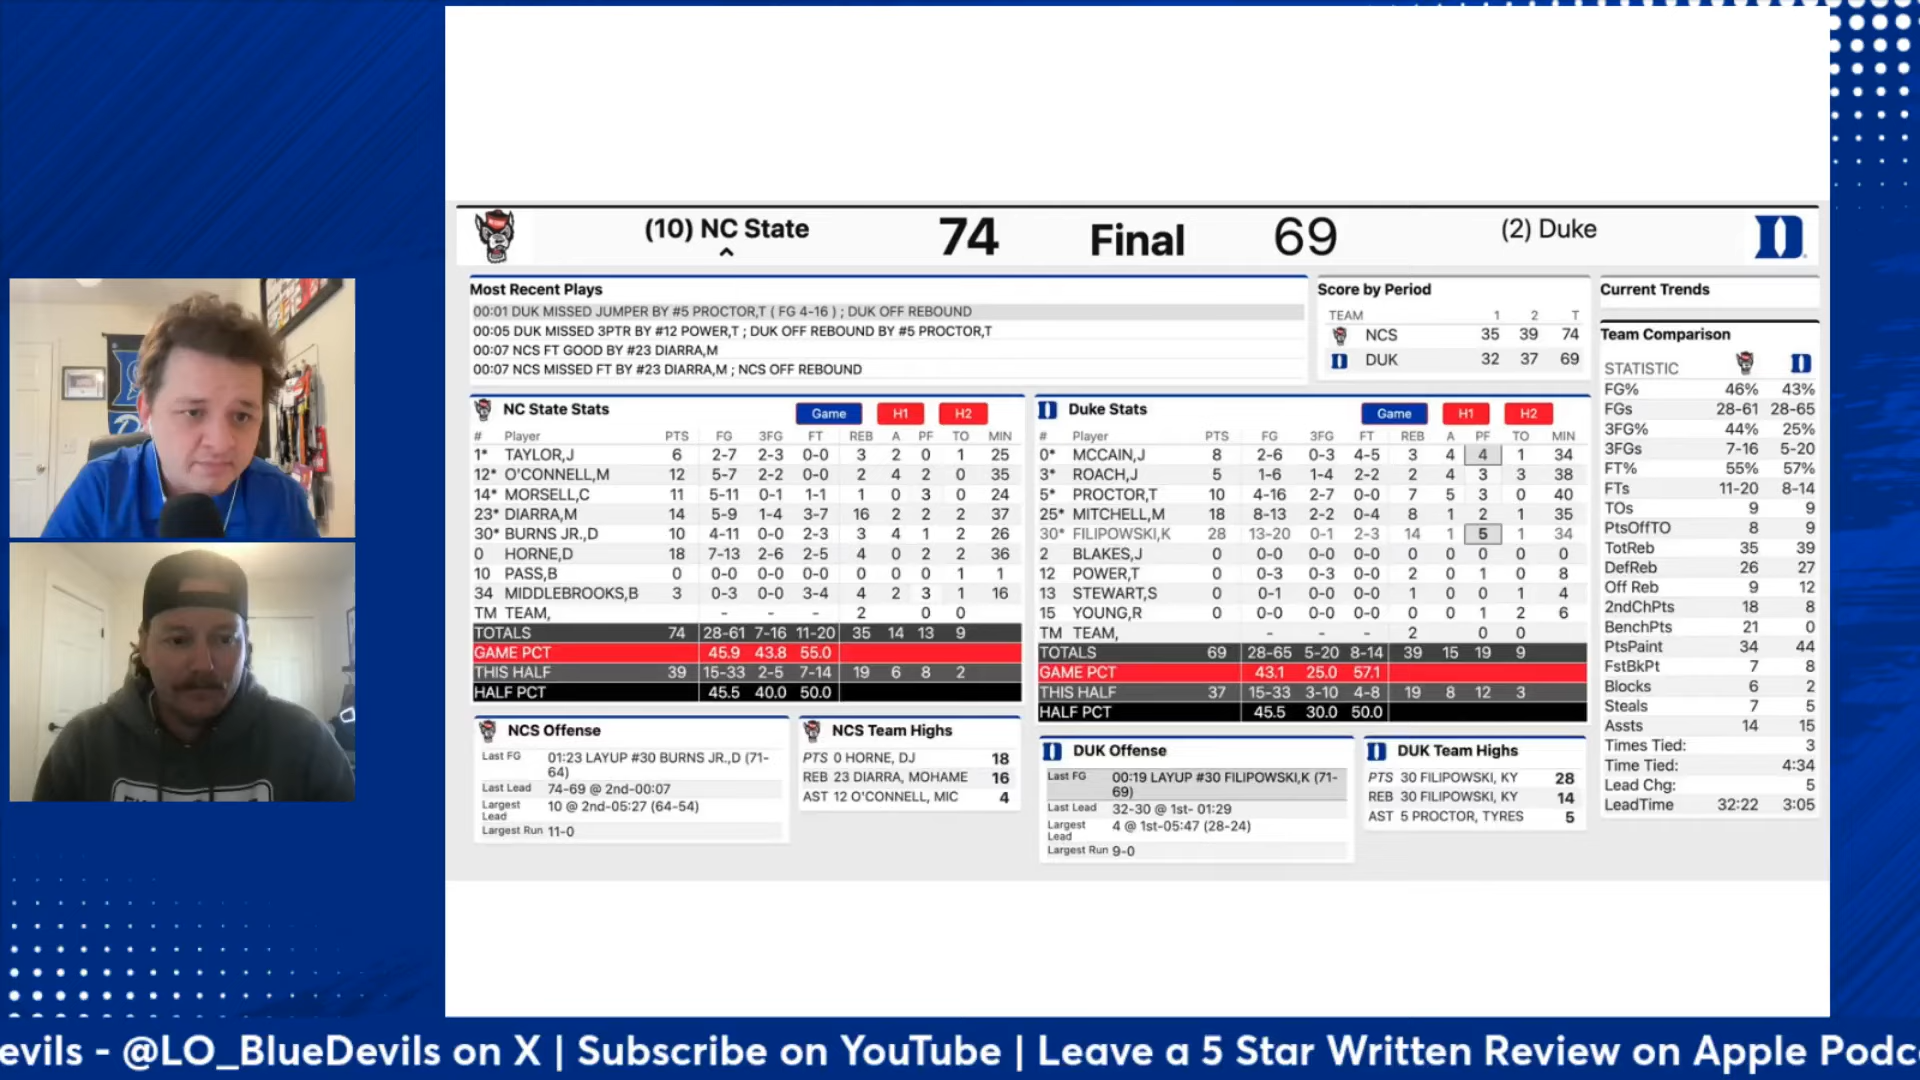 (10) NC State 74 Final 69 (2) Duke
Most Recent Plays
00:01 DUK MISSED JUMPER BY #5 PROCTOR,T ( FG 4-16 ) ; DUK OFF REBOUND
00:05 DUK MISSED 3PTR BY #12 POWER,T ; DUK OFF REBOUND BY #5 PROCTOR,T
00:07 NCS FT GOOD BY #23 DIARRA,M
00:07 NCS MISSED FT BY #23 DIARRA,M ; NCS OFF REBOUND
Score by Period
TEAM 1 2 T
NCS 35 39 74
DUK 32 37 69
Current Trends
NC State Stats Game H1 H2
# Player PTS FG 3FG FT REB A PF TO MIN
1* TAYLOR,J 6 2-7 2-3 0-0 3 2 0 1 25
12* O'CONNELL,M 12 5-7 2-2 0-0 2 4 2 0 35
14* MORSELL,C 11 5-11 0-1 1-1 1 0 3 0 24
23* DIARRA,M 14 5-9 1-4 3-7 16 2 2 2 37
30* BURNS JR.,D 10 4-11 0-0 2-3 3 4 1 2 26
0 HORNE,D 18 7-13 2-6 2-5 4 0 2 2 36
10 PASS,B 0 0-0 0-0 0-0 0 0 0 1 1
34 MIDDLEBROOKS,B 3 0-3 0-0 3-4 4 2 3 1 16
TM TEAM, - - - 2 0 0
TOTALS 74 28-61 7-16 11-20 35 14 13 9
GAME PCT 45.9 43.8 55.0
THIS HALF 39 15-33 2-5 7-14 19 6 8 2
HALF PCT 45.5 40.0 50.0
Duke Stats Game H1 H2
# Player PTS FG 3FG FT REB A PF TO MIN
0* MCCAIN,J 8 2-6 0-3 4-5 3 4 4 1 34
3* ROACH,J 5 1-6 1-4 2-2 2 4 3 3 38
5* PROCTOR,T 10 4-16 2-7 0-0 7 5 3 0 40
25* MITCHELL,M 18 8-13 2-2 0-4 8 1 2 1 35
30* FILIPOWSKI,K 28 13-20 0-1 2-3 14 1 5 1 34
2 BLAKES,J 0 0-0 0-0 0-0 0 0 0 0 0
12 POWER,T 0 0-3 0-3 0-0 2 0 1 0 8
13 STEWART,S 0 0-1 0-0 0-0 1 0 0 1 4
15 YOUNG,R 0 0-0 0-0 0-0 0 0 1 2 6
TM TEAM, - - - 2 0 0
TOTALS 69 28-65 5-20 8-14 39 15 19 9
GAME PCT 43.1 25.0 57.1
THIS HALF 37 15-33 3-10 4-8 19 8 12 3
HALF PCT 45.5 30.0 50.0
Team Comparison
STATISTIC
FG% 46% 43%
FGs 28-61 28-65
3FG% 44% 25%
3FGs 7-16 5-20
FT% 55% 57%
FTs 11-20 8-14
TOs 9 9
PtsOffTO 8 9
TotReb 35 39
DefReb 26 27
Off Reb 9 12
2ndChPts 18 8
BenchPts 21 0
PtsPaint 34 44
FstBkPt 7 8
Blocks 6 2
Steals 7 5
Assts 14 15
Times Tied: 3
Time Tied: 4:34
Lead Chg: 5
LeadTime 32:22 3:05
NCS Offense
Last FG 01:23 LAYUP #30 BURNS JR.,D (71-
64)
Last Lead 74-69 @ 2nd-00:07
Largest Lead 10 @ 2nd-05:27 (64-54)
Largest Run 11-0
NCS Team Highs
PTS 0 HORNE, DJ 18
REB 23 DIARRA, MOHAME 16
AST 12 O'CONNELL, MIC 4
DUK Offense
Last FG 00:19 LAYUP #30 FILIPOWSKI,K (71-
69)
Last Lead 32-30 @ 1st- 01:29
Largest Lead 4 @ 1st-05:47 (28-24)
Largest Run 9-0
DUK Team Highs
PTS 30 FILIPOWSKI, KY 28
REB 30 FILIPOWSKI, KY 14
AST 5 PROCTOR, TYRES 5
evils - @LO_BlueDevils on X | Subscribe on YouTube | Leave a 5 Star Written Review on Apple Podc